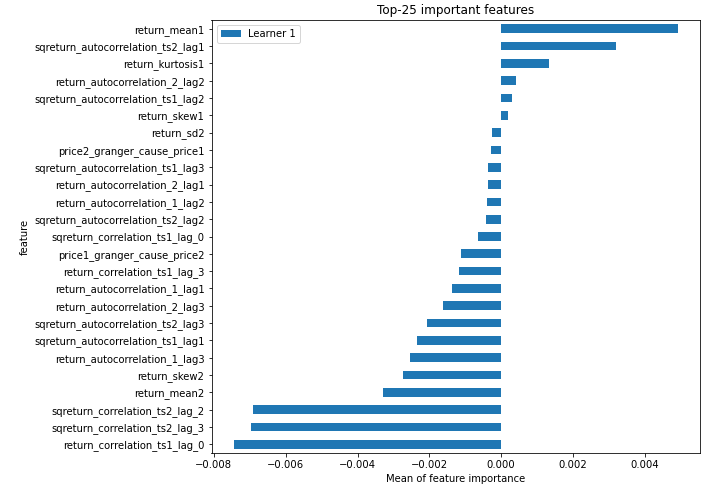 Top-25 important features
Learner 1
return_mean1
sqreturn_autocorrelation_ts2_lag1
return_kurtosis1
return_autocorrelation_2_lag2
sqreturn_autocorrelation_ts1_lag2
return_skew1
return_sd2
price2_granger_cause_price1
sqreturn_autocorrelation_ts1_lag3
return_autocorrelation_2_lag1
return_autocorrelation_1_lag2
sqreturn_autocorrelation_ts2_lag2
sqreturn_correlation_ts1_lag_0
price1_granger_cause_price2
return_correlation_ts1_lag_3
return_autocorrelation_1_lag1
return_autocorrelation_2_lag3
sqreturn_autocorrelation_ts2_lag3
sqreturn_autocorrelation_ts1_lag1
return_autocorrelation_1_lag3
return_skew2
return_mean2
sqreturn_correlation_ts2_lag_2
sqreturn_correlation_ts2_lag_3
return_correlation_ts1_lag_0
feature
−0.008 −0.006 −0.004 −0.002 0.000 0.002 0.004
Mean of feature importance